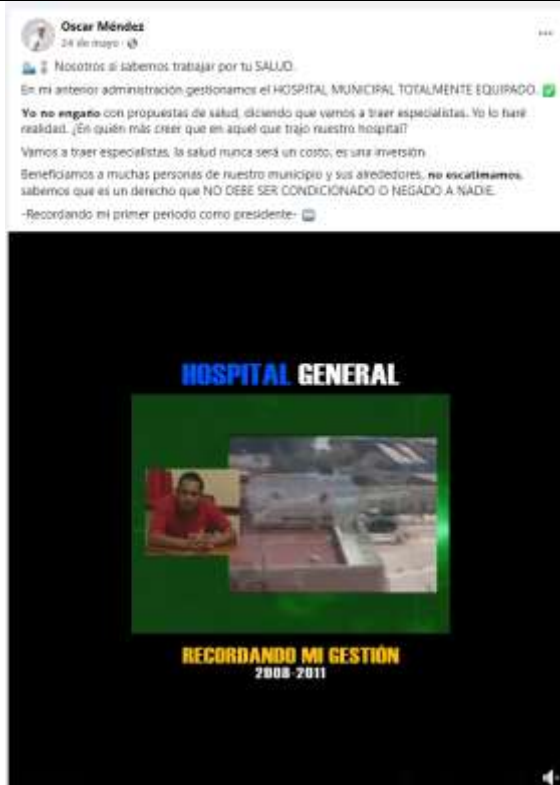 Oscar Méndez
24 de mayo
Nosotros si sabemos trabajar por tu SALUD.
En mi anterior administración gestionamos el HOSPITAL MUNICIPAL TOTALMENTE EQUIPADO. ✅
Yo no engaño con propuestas de salud, diciendo que vamos a traer especialistas. Yo lo haré
realidad. ¿En quién más creer que en aquel que trajo nuestro hospital?
Vamos a traer especialistas, la salud nunca será un costo, es una inversión
Beneficiamos a muchas personas de nuestro municipio y sus alrededores, no escatimamos,
sabemos que es un derecho que NO DEBE SER CONDICIONADO O NEGADO A NADIE.
-Recordando mi primer periodo como presidente-
HOSPITAL GENERAL
RECORDANDO MI GESTIÓN
2008-2011